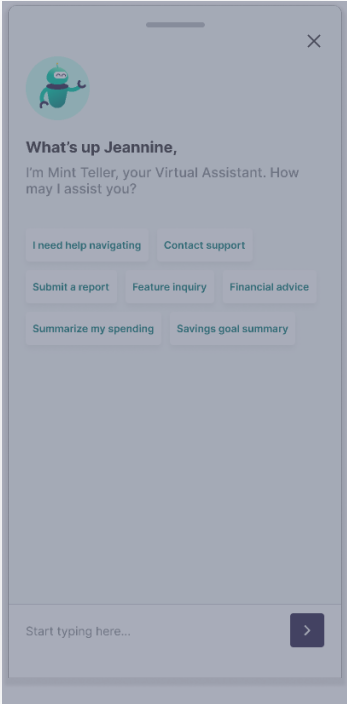 What's up Jeannine,
I'm Mint Teller, your Virtual Assistant. How
may I assist you?
I need help navigating
Contact support
Submit a report
Feature inquiry
Financial advice
Summarize my spending
Savings goal summary
Start typing here...